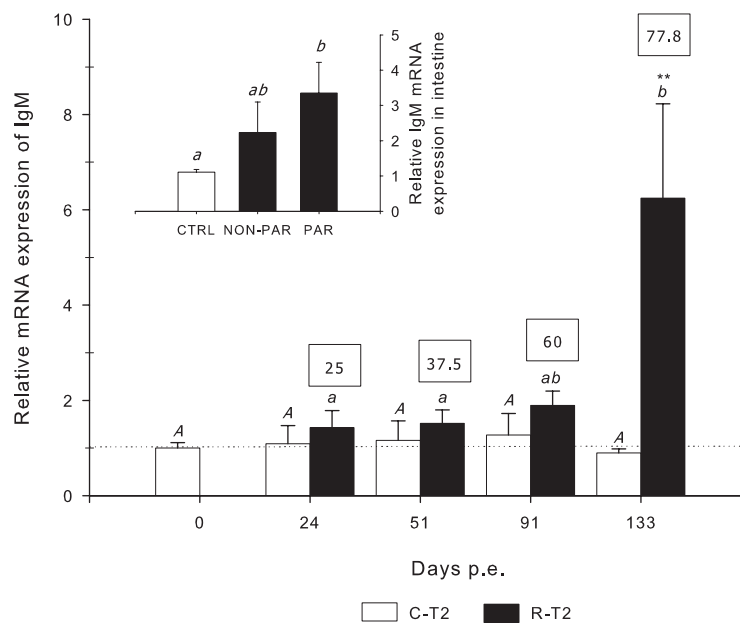 10
8
6
4
2
0
Relative mRNA expression of IgM
5
4
3
2
1
0
Relative IgM mRNA
expression in intestine
a
ab
b
CTRL NON-PAR PAR
77.8
**
b
25
37.5
60
A
A
a
A
a
A
ab
A
0 24 51 91 133
Days p.e.
C-T2 R-T2